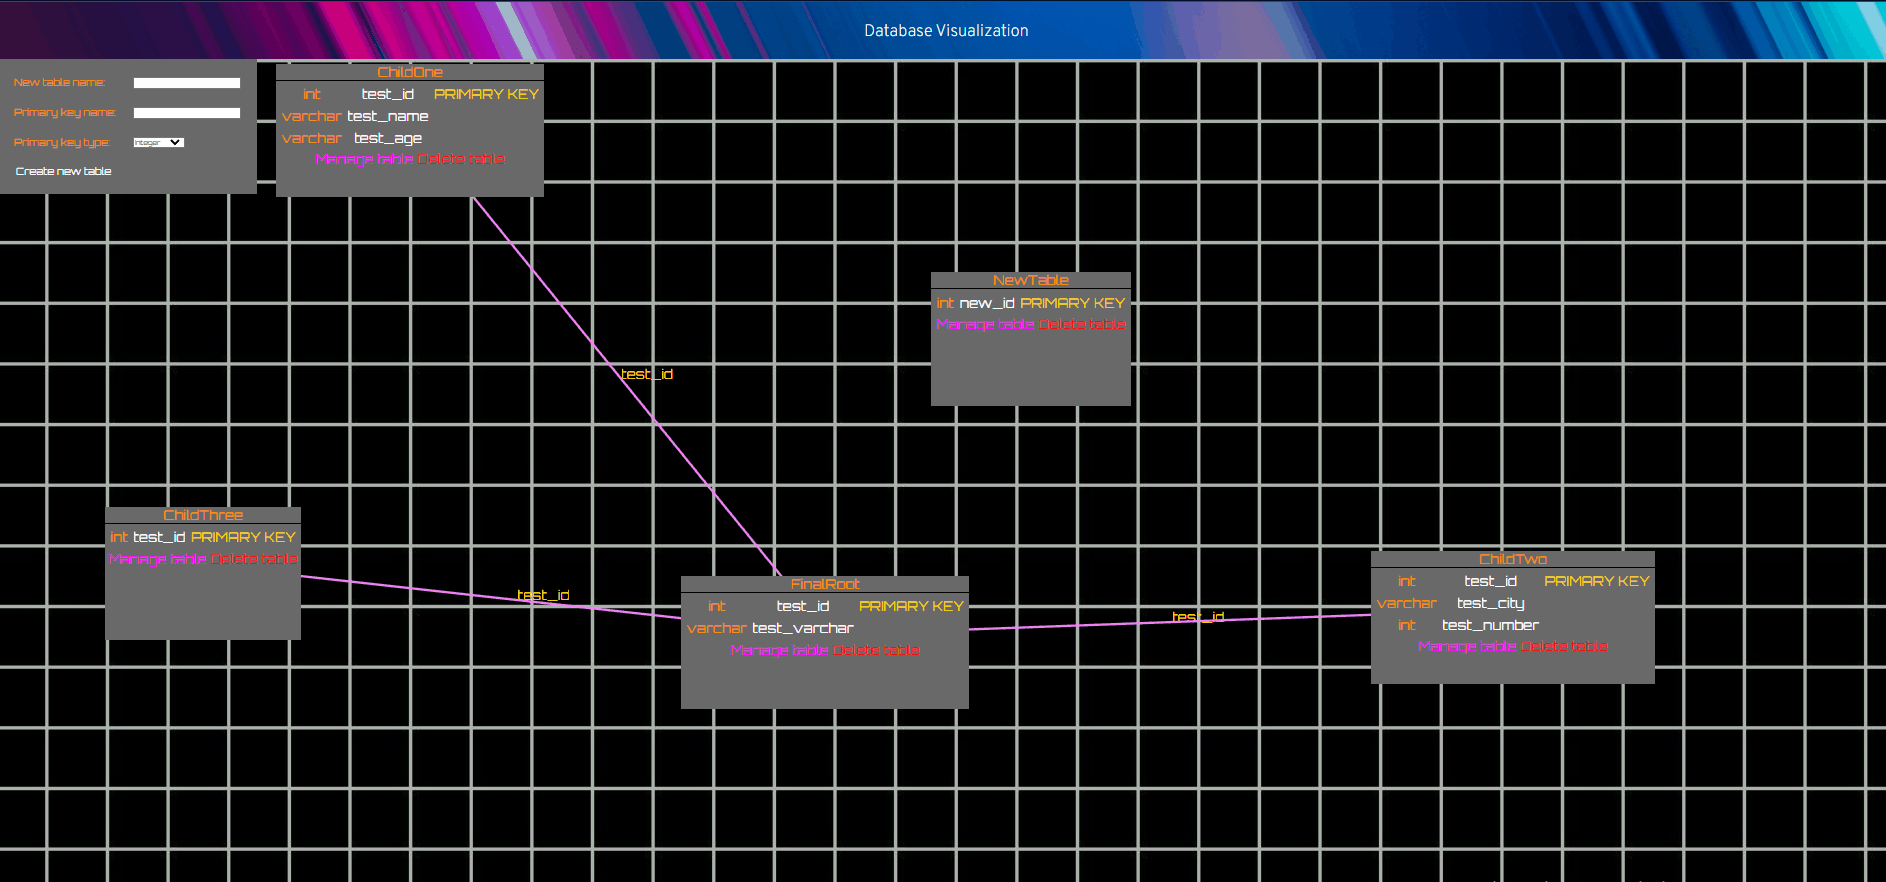 Database Visualization
New table name:
Primary key name:
Primary key type: Integer
Create new table
ChildOne
int test_id PRIMARY KEY
varchar test_name
varchar test_age
Manage table Delete table
NewTable
int new_id PRIMARY KEY
Manage table Delete table
test_id
ChildThree
int test_id PRIMARY KEY
Manage table Delete table
test_id
FinalRoot
int test_id PRIMARY KEY
varchar test_varchar
Manage table Delete table
test_id
ChildTwo
int test_id PRIMARY KEY
varchar test_city
int test_number
Manage table Delete table